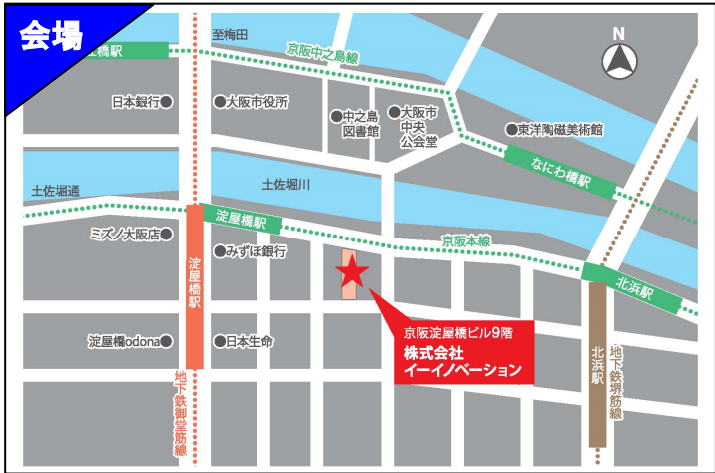 会場
至梅田
橋駅
京阪中之島線
N
日本銀行
大阪市役所
中之島
図書館
大阪市
中央
公会堂
東洋陶磁美術館
なにわ橋駅
土佐堀通
土佐堀川
淀屋橋駅
ミズノ大阪店
みずほ銀行
京阪本線
北浜駅
淀屋橋駅
京阪淀屋橋ビル9階
株式会社
イーイノベーション
淀屋橋odona
日本生命
北浜駅
地下鉄堺筋線
地下鉄御堂筋線